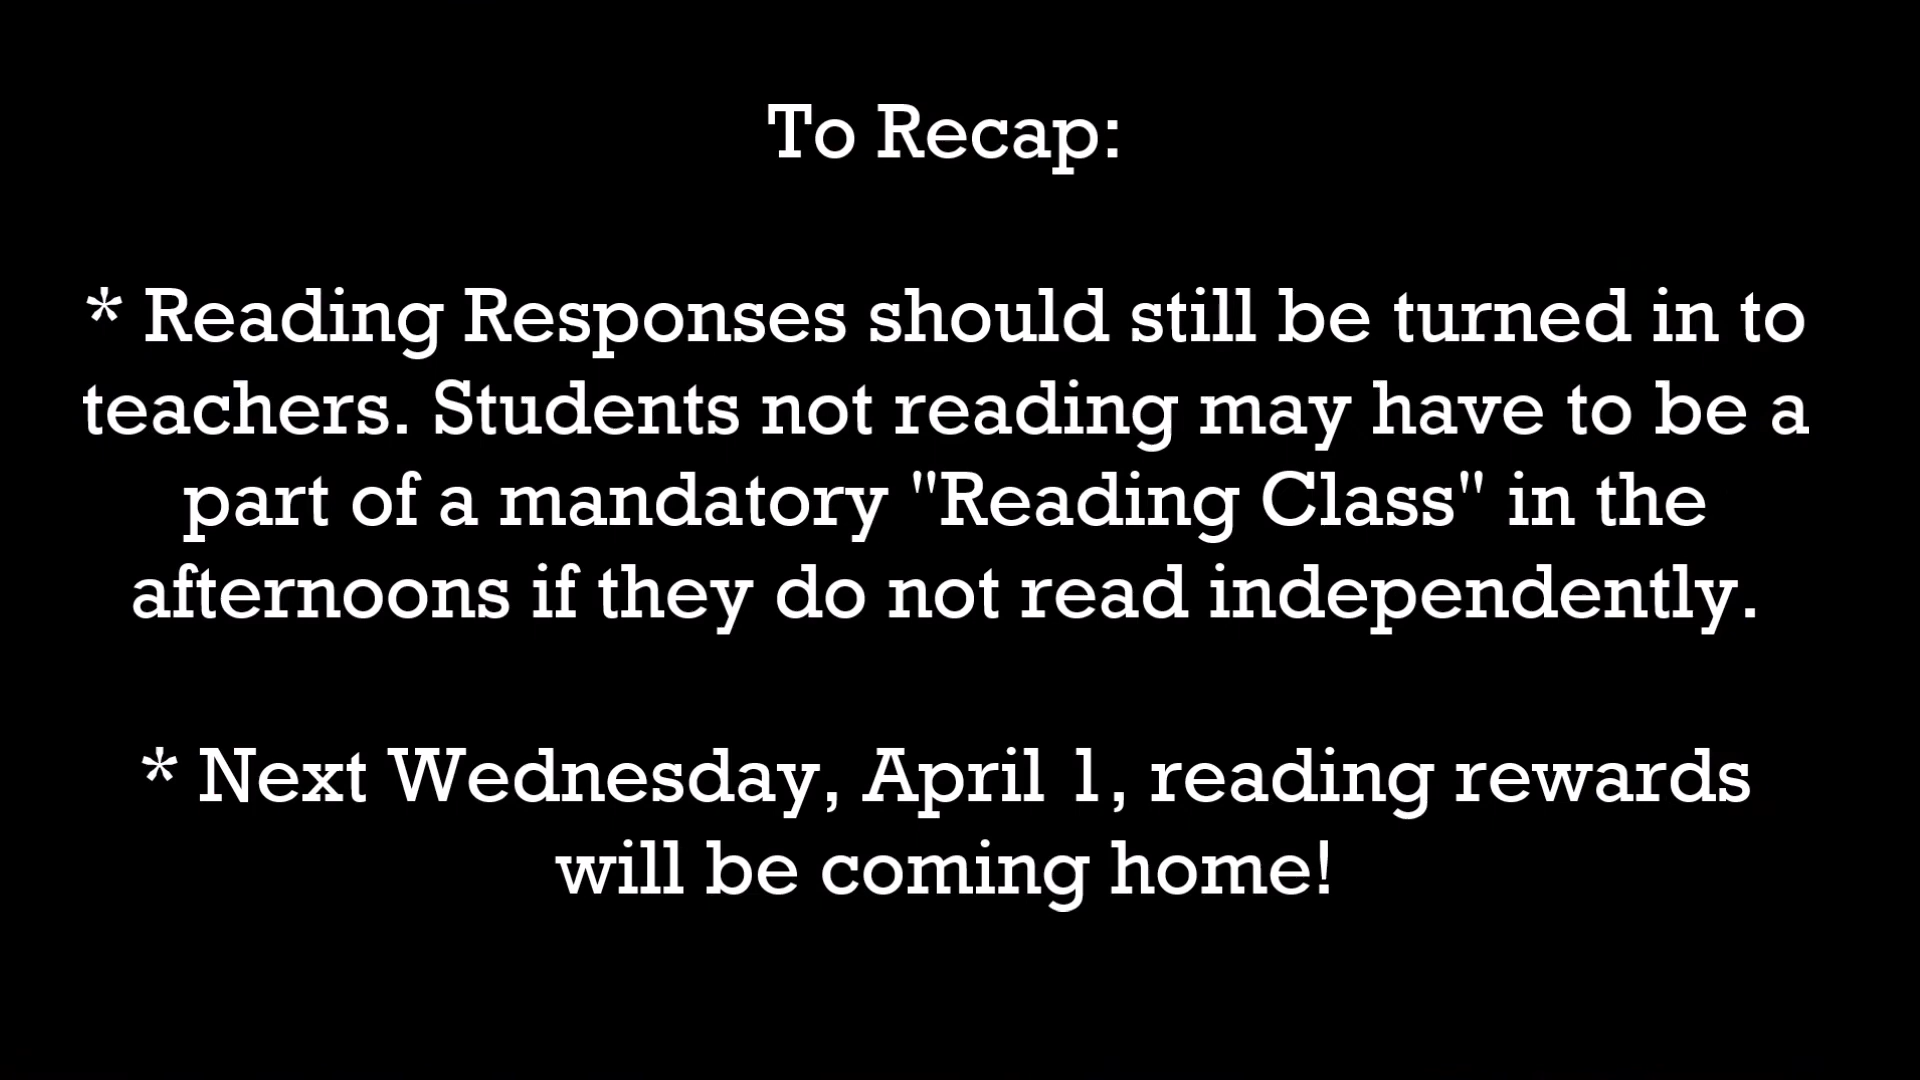 To Recap:
* Reading Responses should still be turned in to
teachers. Students not reading may have to be a
part of a mandatory "Reading Class" in the
afternoons if they do not read independently.
* Next Wednesday, April 1, reading rewards
will be coming home!